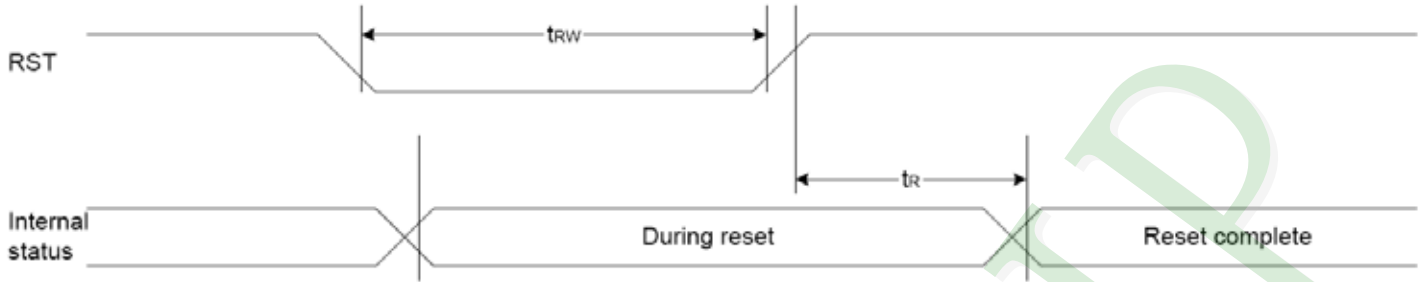 RST
tRW
tR
Internal
status
During reset
Reset complete